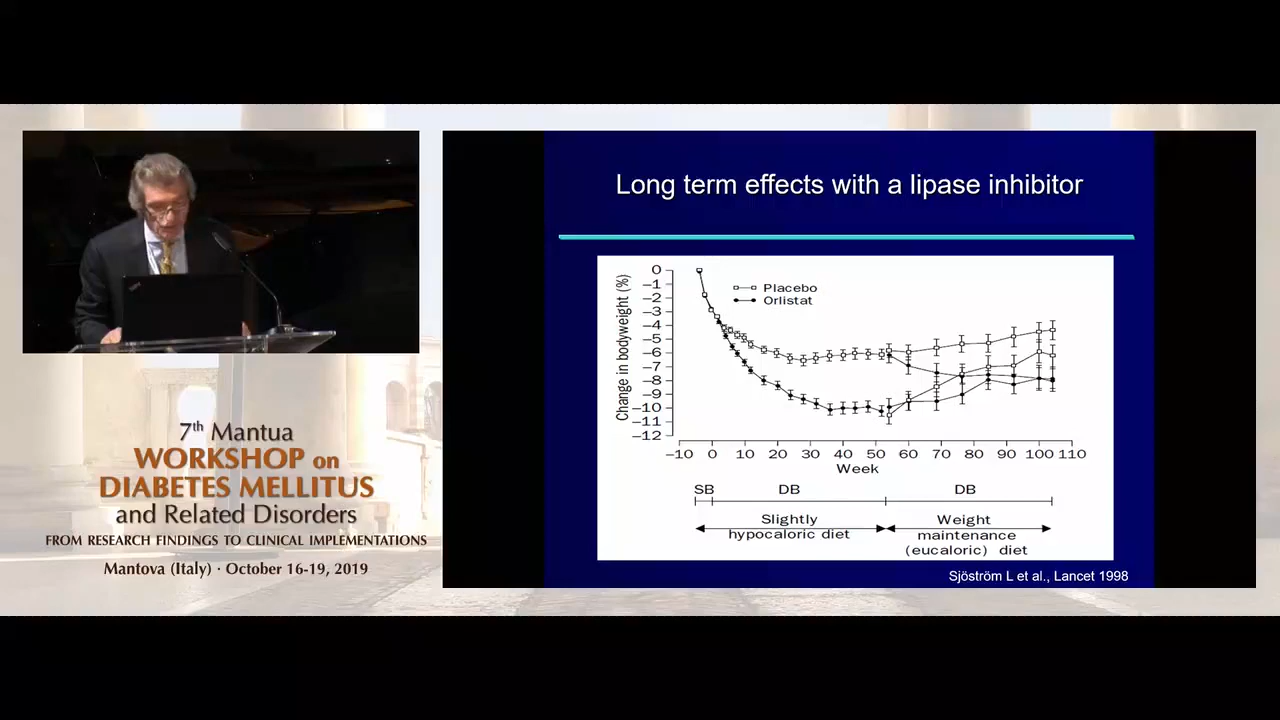 7th Mantua
WORKSHOP on
DIABETES MELLITUS
and Related Disorders
FROM RESEARCH FINDINGS TO CLINICAL IMPLEMENTATIONS
Mantova (Italy) · October 16-19, 2019
Long term effects with a lipase inhibitor
Change in bodyweight (%)
0
−1
−2
−3
−4
−5
−6
−7
−8
−9
−10
−11
−12
Placebo
Orlistat
−10 0 10 20 30 40 50 60 70 80 90 100 110
Week
SB DB DB
Slightly
hypocaloric diet
Weight
maintenance
(eucaloric) diet
Sjöström L et al., Lancet 1998